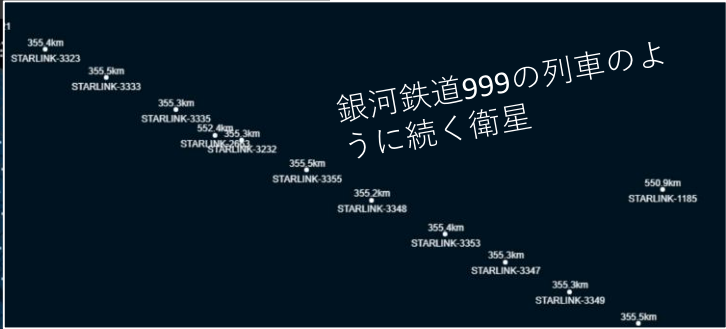 355.4km
STARLINK-3323
355.5km
STARLINK-3333
355.3km
STARLINK-3335
552.4km
355.3km
STARLINK-3232
355.5km
STARLINK-3355
355.2km
STARLINK-3348
355.4km
STARLINK-3353
355.3km
STARLINK-3347
355.3km
STARLINK-3349
355.5km
550.9km
STARLINK-1185
銀河鉄道999の列車のよ
うに続く衛星